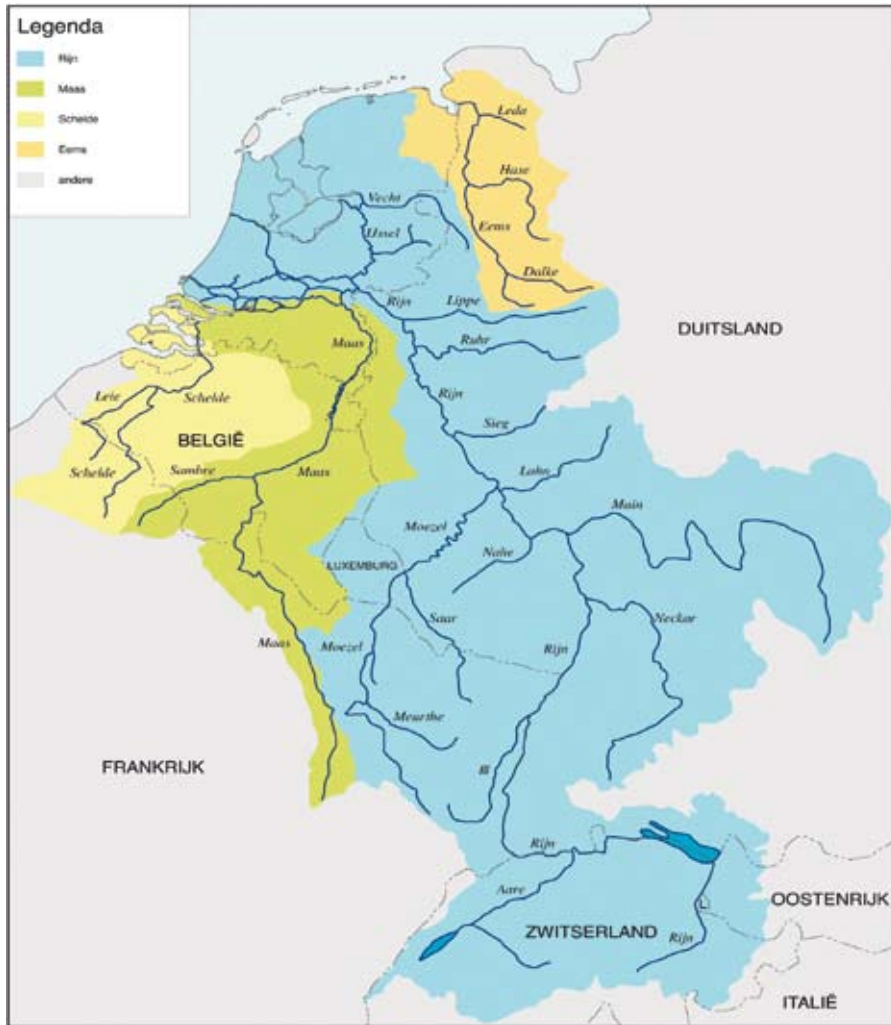 Legenda
Rijn
Maas
Schelde
Eems
andere
Leda
Hase
Vecht
IJssel
Eems
Dalke
Rijn
Lippe
DUITSLAND
Maas
Ruhr
Rijn
Leie
Schelde
Sieg
BELGIË
Schelde
Sambre
Maas
Lahn
Main
Moezel
Nahe
LUXEMBURG
Saar
Neckar
Maas
Moezel
Rijn
Meurthe
FRANKRIJK
Ill
Rijn
Aare
L
OOSTENRIJK
ZWITSERLAND
Rijn
ITALIË